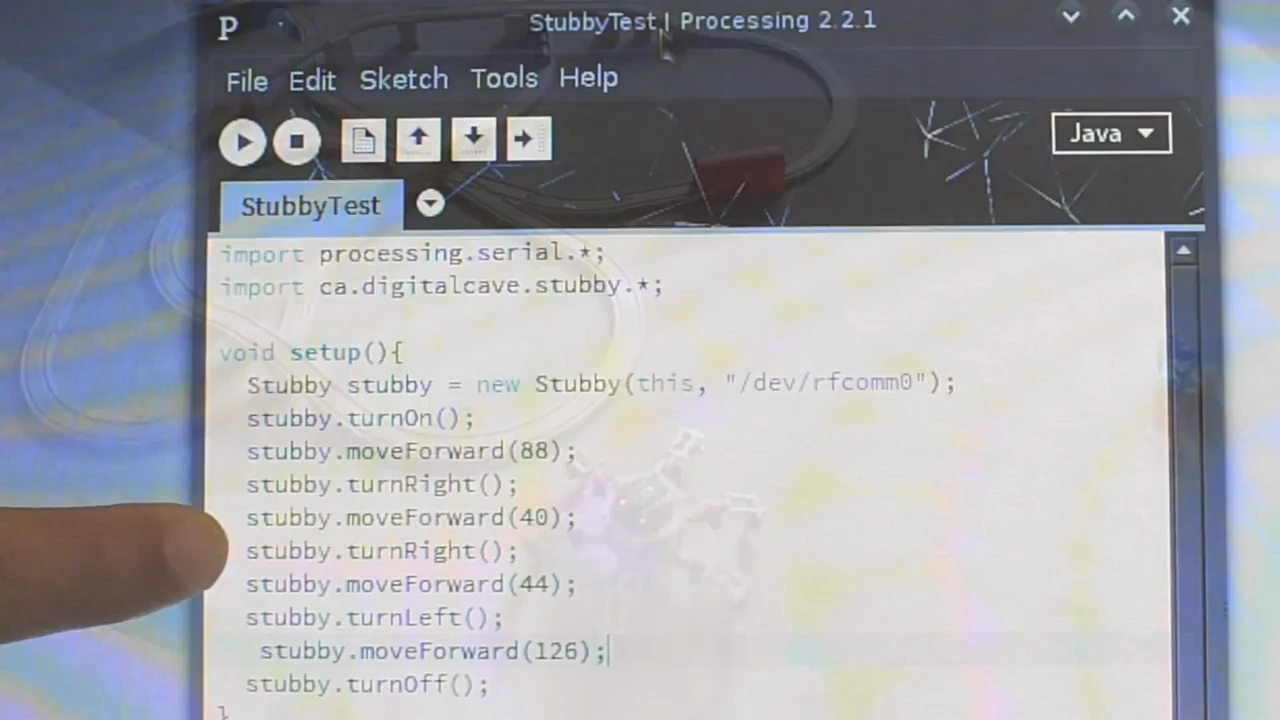 StubbyTest | Processing 2.2.1
File Edit Sketch Tools Help
Java
StubbyTest
import processing.serial.*;
import ca.digitalcave.stubby.*;
void setup(){
Stubby stubby = new Stubby(this, "/dev/rfcomm0");
stubby.turnOn();
stubby.moveForward(88);
stubby.turnRight();
stubby.moveForward(40);
stubby.turnRight();
stubby.moveForward(44);
stubby.turnLeft();
stubby.moveForward(126);
stubby.turnOff();
}